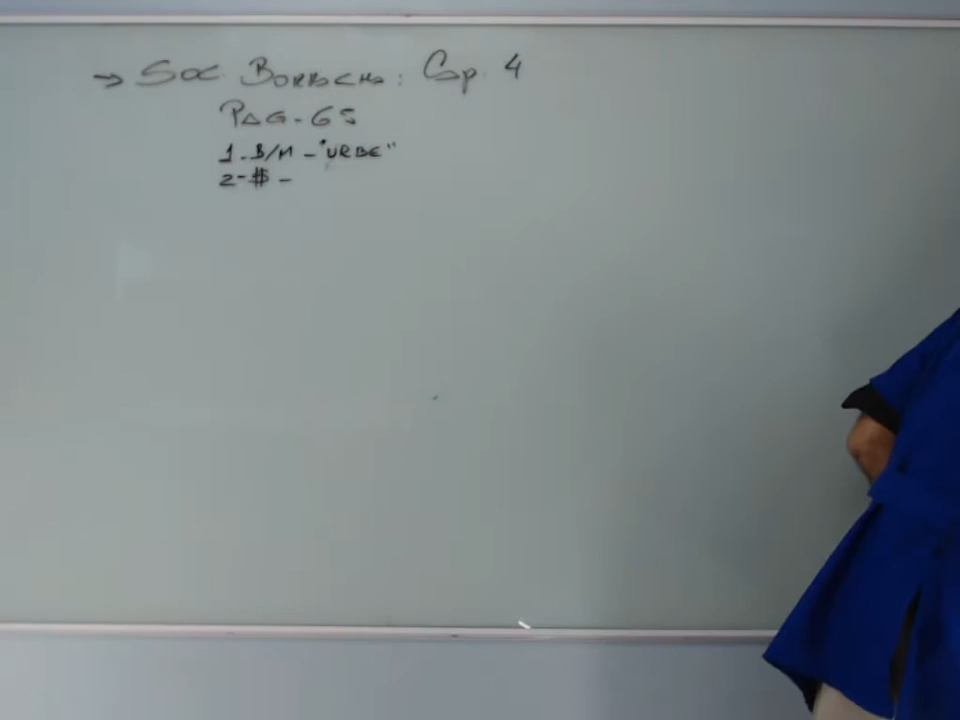 → Soc. Borracha: Cap. 4
PAG - 65
1 - B/M - "URBE"
2 - $ -